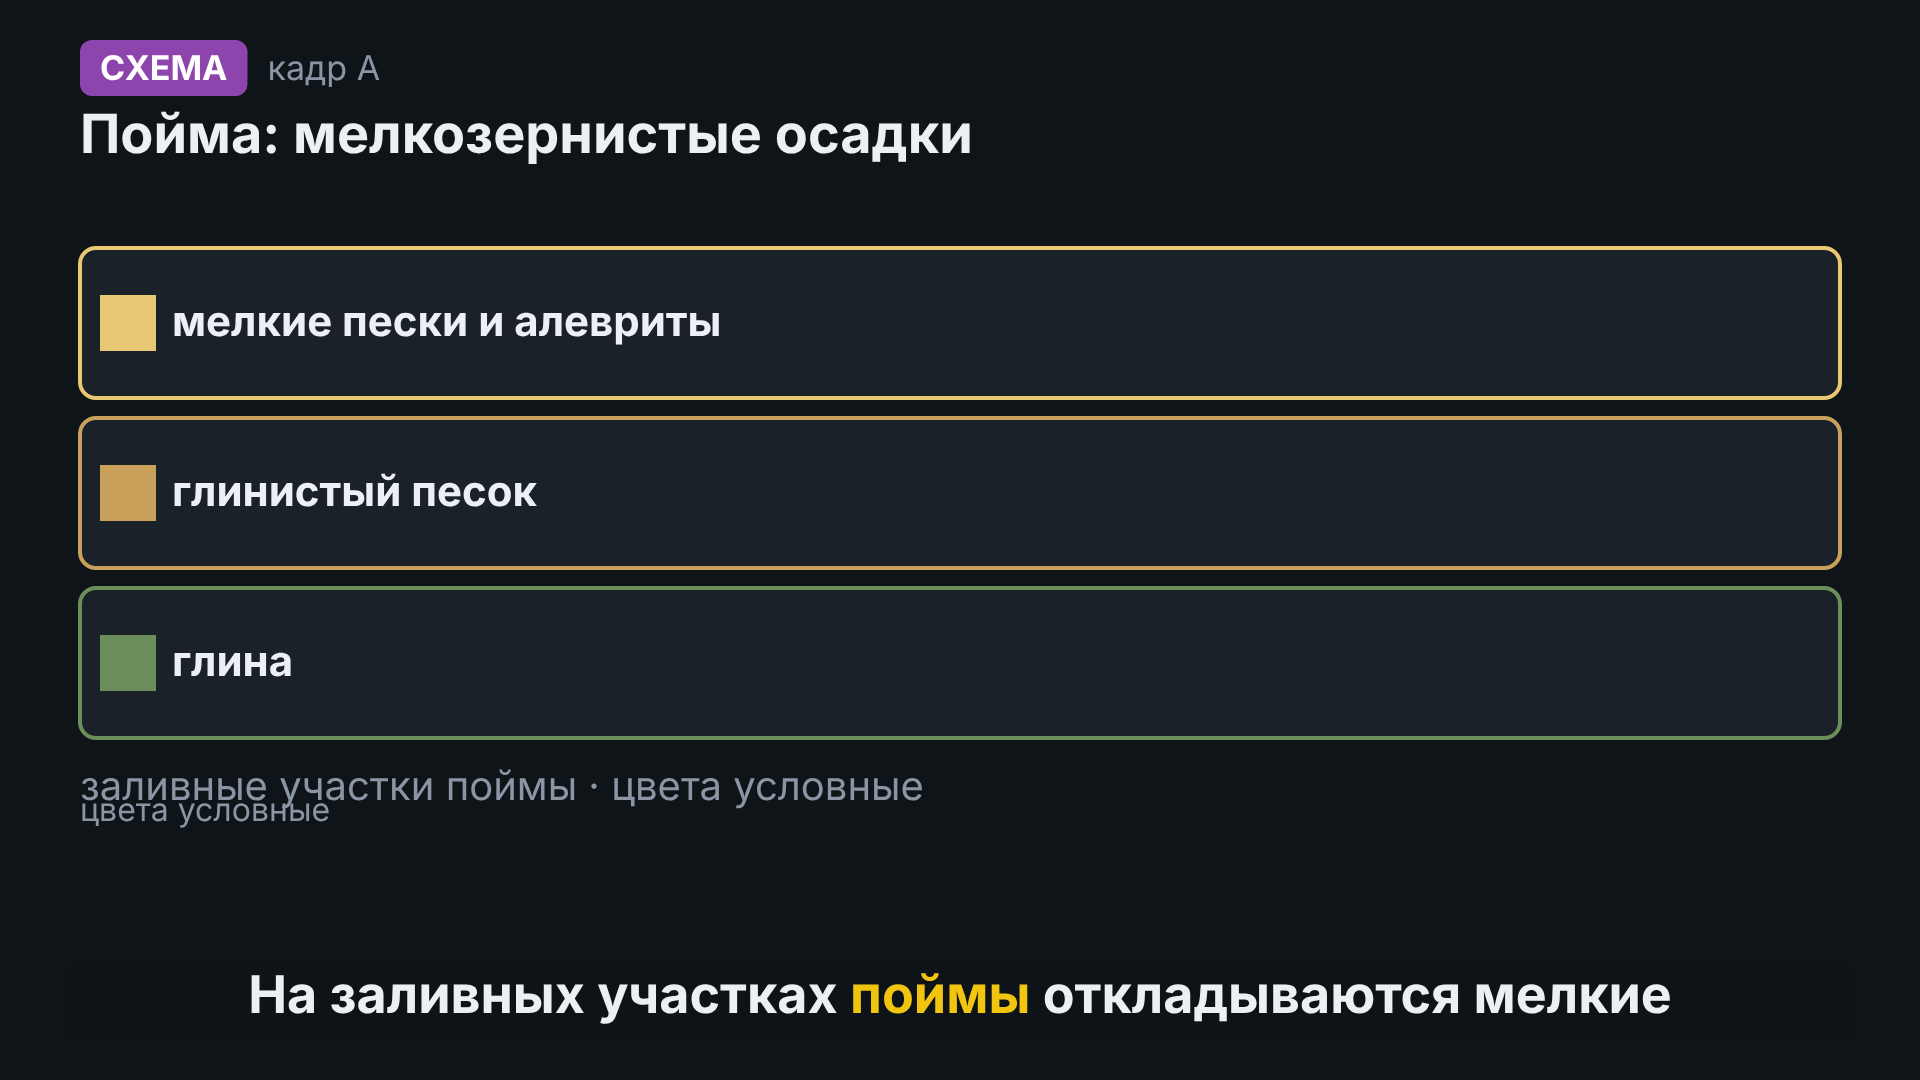 СХЕМА кадр А
Пойма: мелкозернистые осадки
мелкие пески и алевриты
глинистый песок
глина
заливные участки поймы · цвета условные
цвета условные
На заливных участках поймы откладываются мелкие